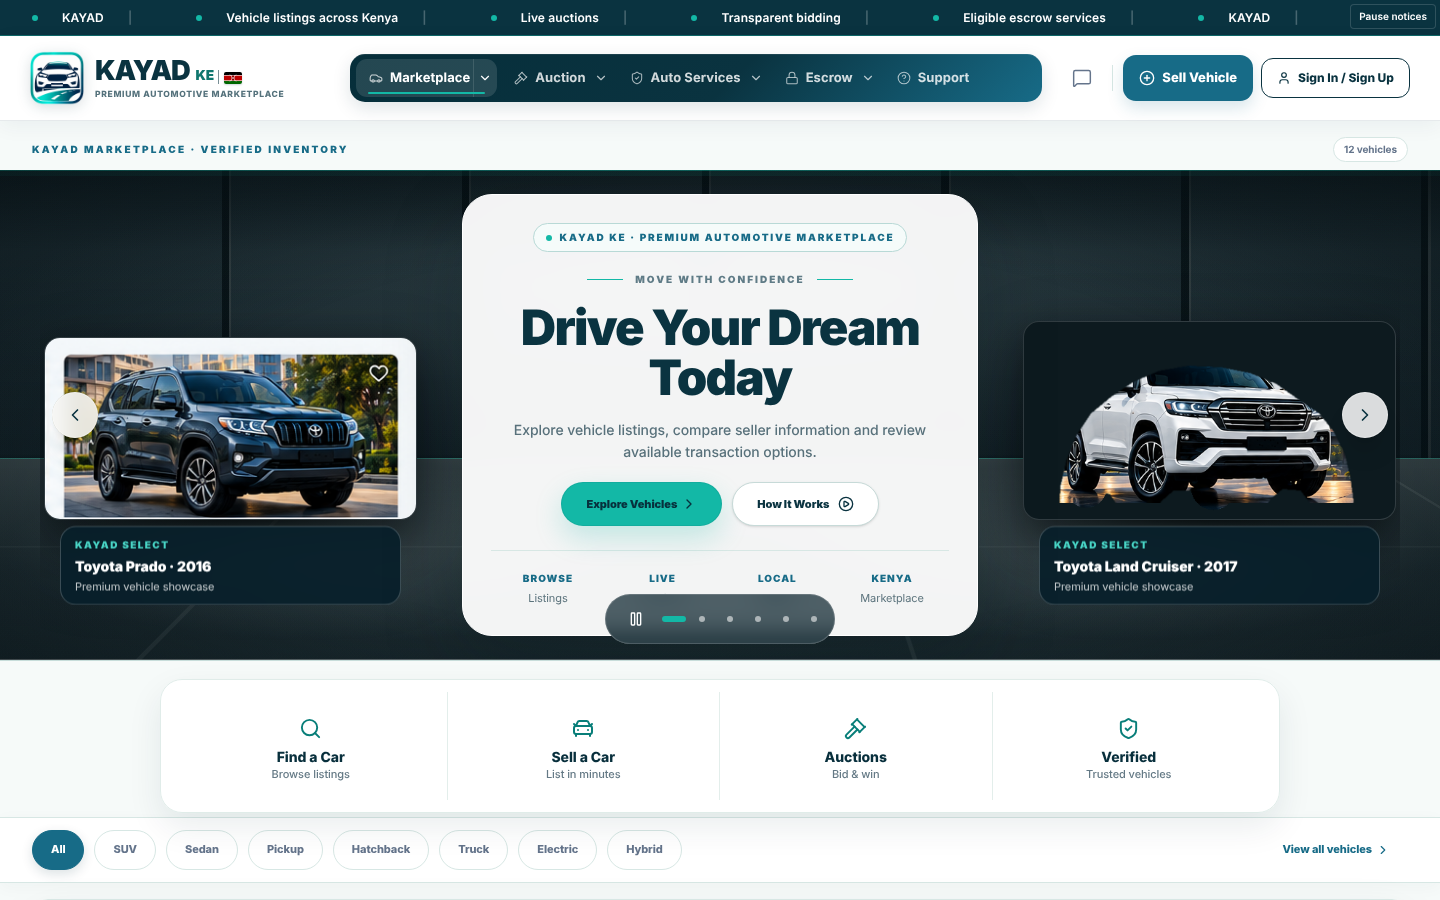 KAYAD
Vehicle listings across Kenya
Live auctions
Transparent bidding
Eligible escrow services
KAYAD
Pause notices
KAYAD KE
PREMIUM AUTOMOTIVE MARKETPLACE
Marketplace
Auction
Auto Services
Escrow
Support
Sell Vehicle
Sign In / Sign Up
KAYAD MARKETPLACE · VERIFIED INVENTORY
12 vehicles
KAYAD KE · PREMIUM AUTOMOTIVE MARKETPLACE
MOVE WITH CONFIDENCE
Drive Your Dream
Today
Explore vehicle listings, compare seller information and review
available transaction options.
Explore Vehicles
How It Works
BROWSE
Listings
LIVE
LOCAL
KENYA
Marketplace
KAYAD SELECT
Toyota Prado · 2016
Premium vehicle showcase
KAYAD SELECT
Toyota Land Cruiser · 2017
Premium vehicle showcase
Find a Car
Browse listings
Sell a Car
List in minutes
Auctions
Bid & win
Verified
Trusted vehicles
All
SUV
Sedan
Pickup
Hatchback
Truck
Electric
Hybrid
View all vehicles